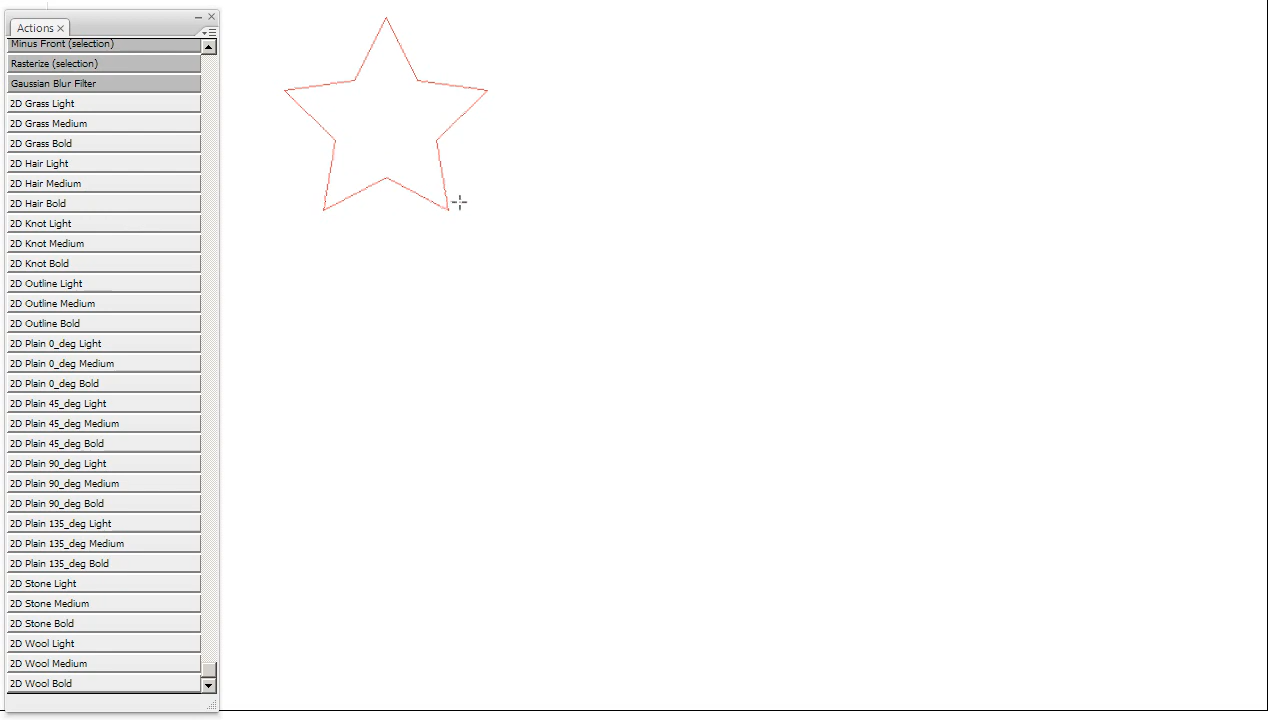 Actions
Minus Front (selection)
Rasterize (selection)
Gaussian Blur Filter
2D Grass Light
2D Grass Medium
2D Grass Bold
2D Hair Light
2D Hair Medium
2D Hair Bold
2D Knot Light
2D Knot Medium
2D Knot Bold
2D Outline Light
2D Outline Medium
2D Outline Bold
2D Plain 0_deg Light
2D Plain 0_deg Medium
2D Plain 0_deg Bold
2D Plain 45_deg Light
2D Plain 45_deg Medium
2D Plain 45_deg Bold
2D Plain 90_deg Light
2D Plain 90_deg Medium
2D Plain 90_deg Bold
2D Plain 135_deg Light
2D Plain 135_deg Medium
2D Plain 135_deg Bold
2D Stone Light
2D Stone Medium
2D Stone Bold
2D Wool Light
2D Wool Medium
2D Wool Bold